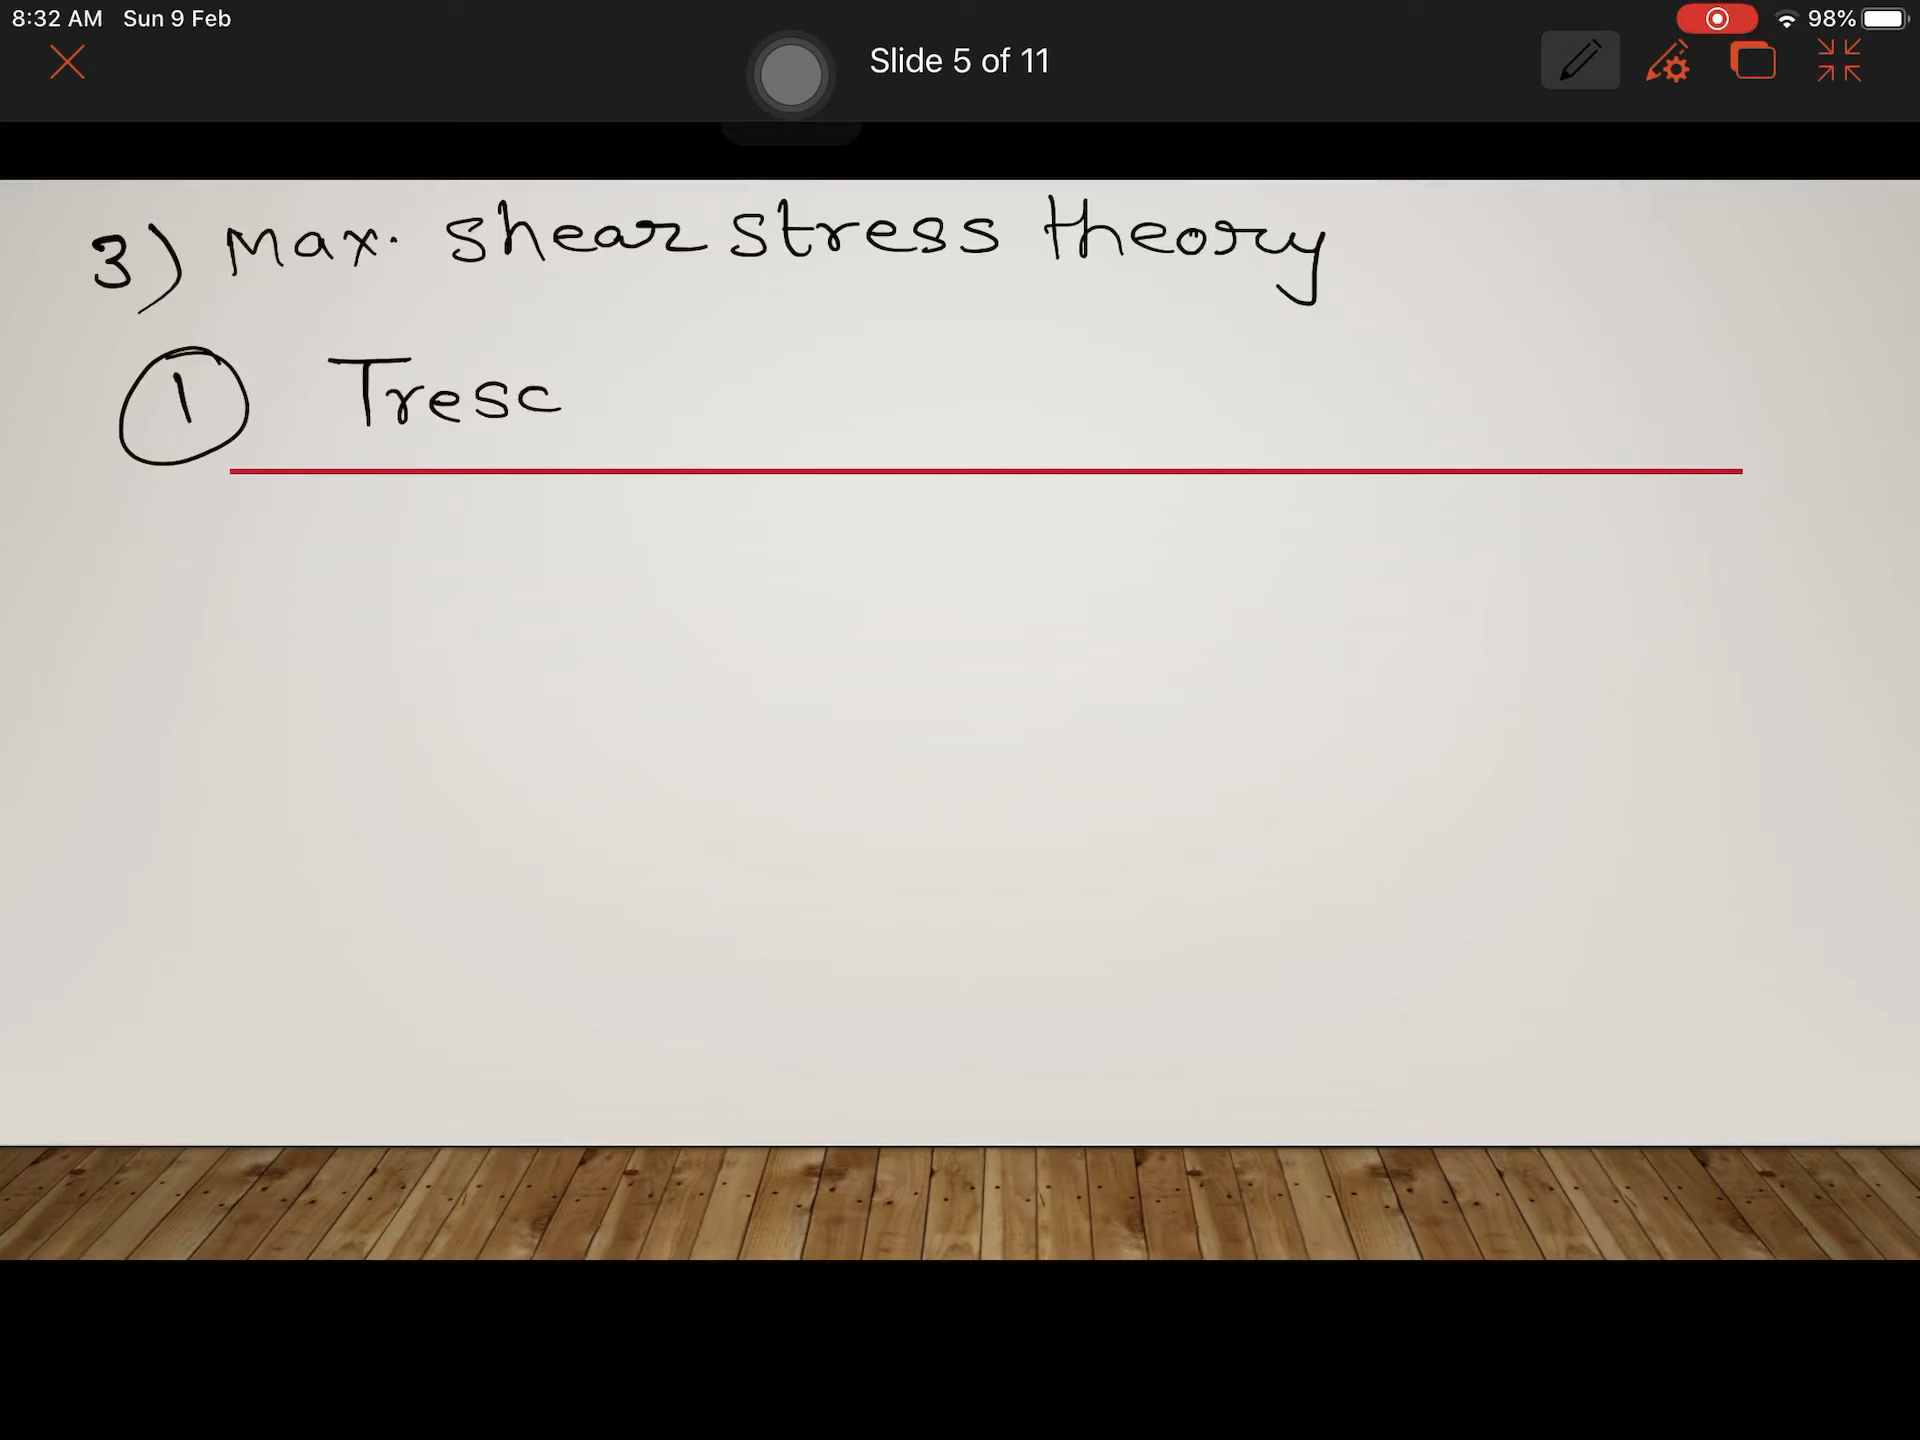 8:32 AM Sun 9 Feb 98%
Slide 5 of 11
3) Max. shear stress theory
1 Tresc